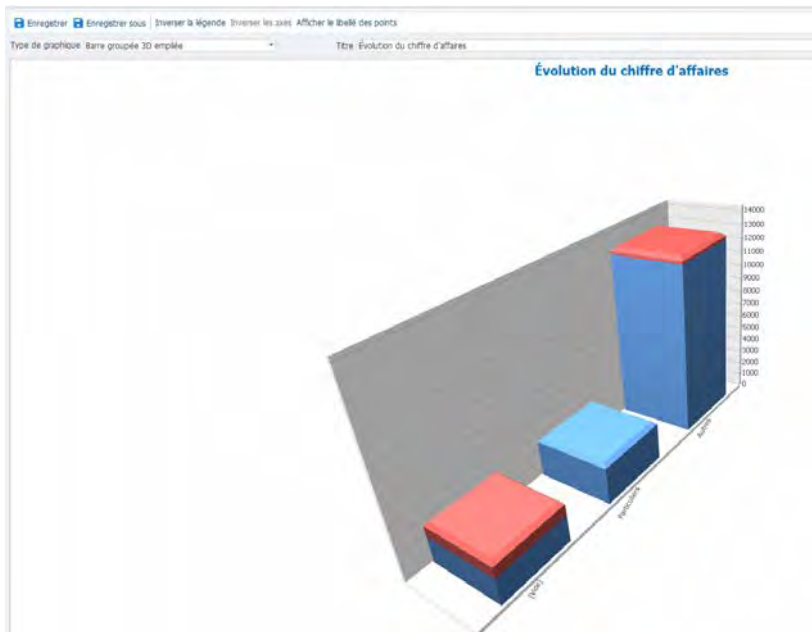 Enregistrer Enregistrer sous Inverser la légende Inverser les axes Afficher le libellé des points
Type de graphique Barre groupée 3D empilée Titre Évolution du chiffre d'affaires
Évolution du chiffre d'affaires
14000
13000
12000
11000
10000
9000
8000
7000
6000
5000
4000
3000
2000
1000
0
Autres
Particuliers
[Vide]